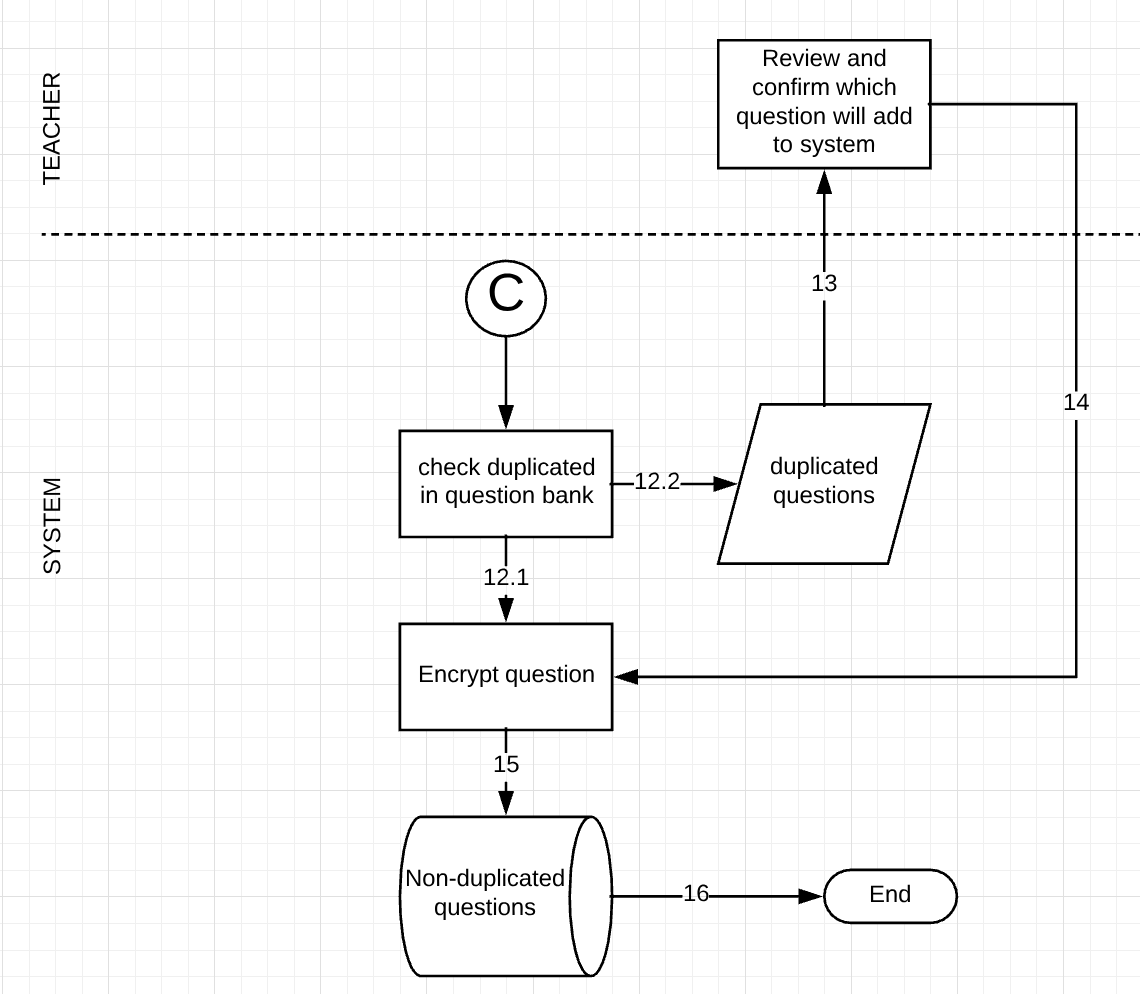 TEACHER
Review and
confirm which
question will add
to system
C
13
14
SYSTEM
check duplicated
in question bank
12.2
duplicated
questions
12.1
Encrypt question
15
Non-duplicated
questions
16
End